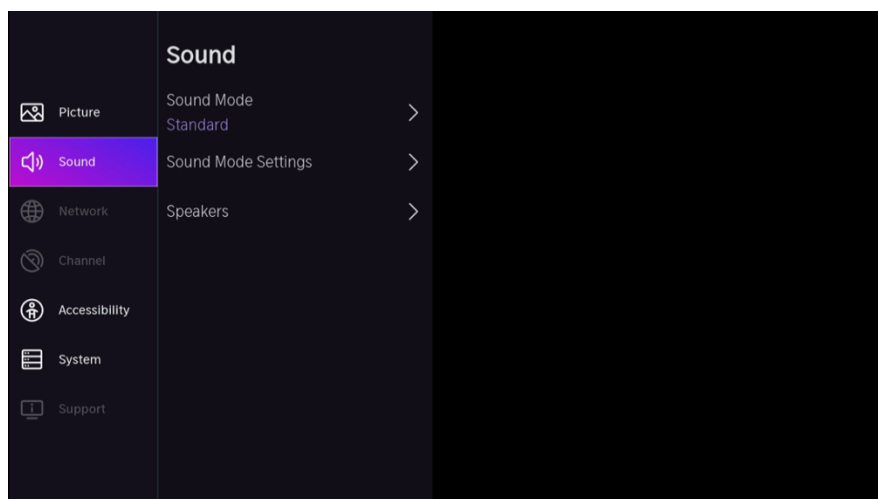 Sound
Sound Mode
Standard
Sound Mode Settings
Speakers
Picture
Sound
Network
Channel
Accessibility
System
Support